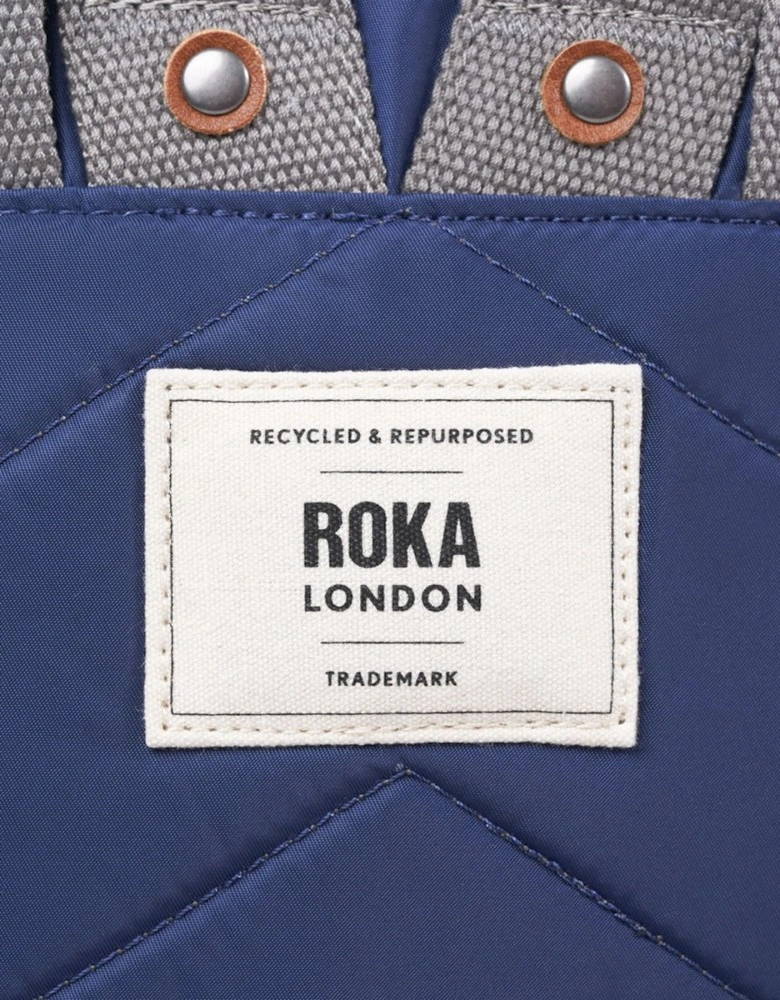 RECYCLED & REPURPOSED
ROKA
LONDON
TRADEMARK